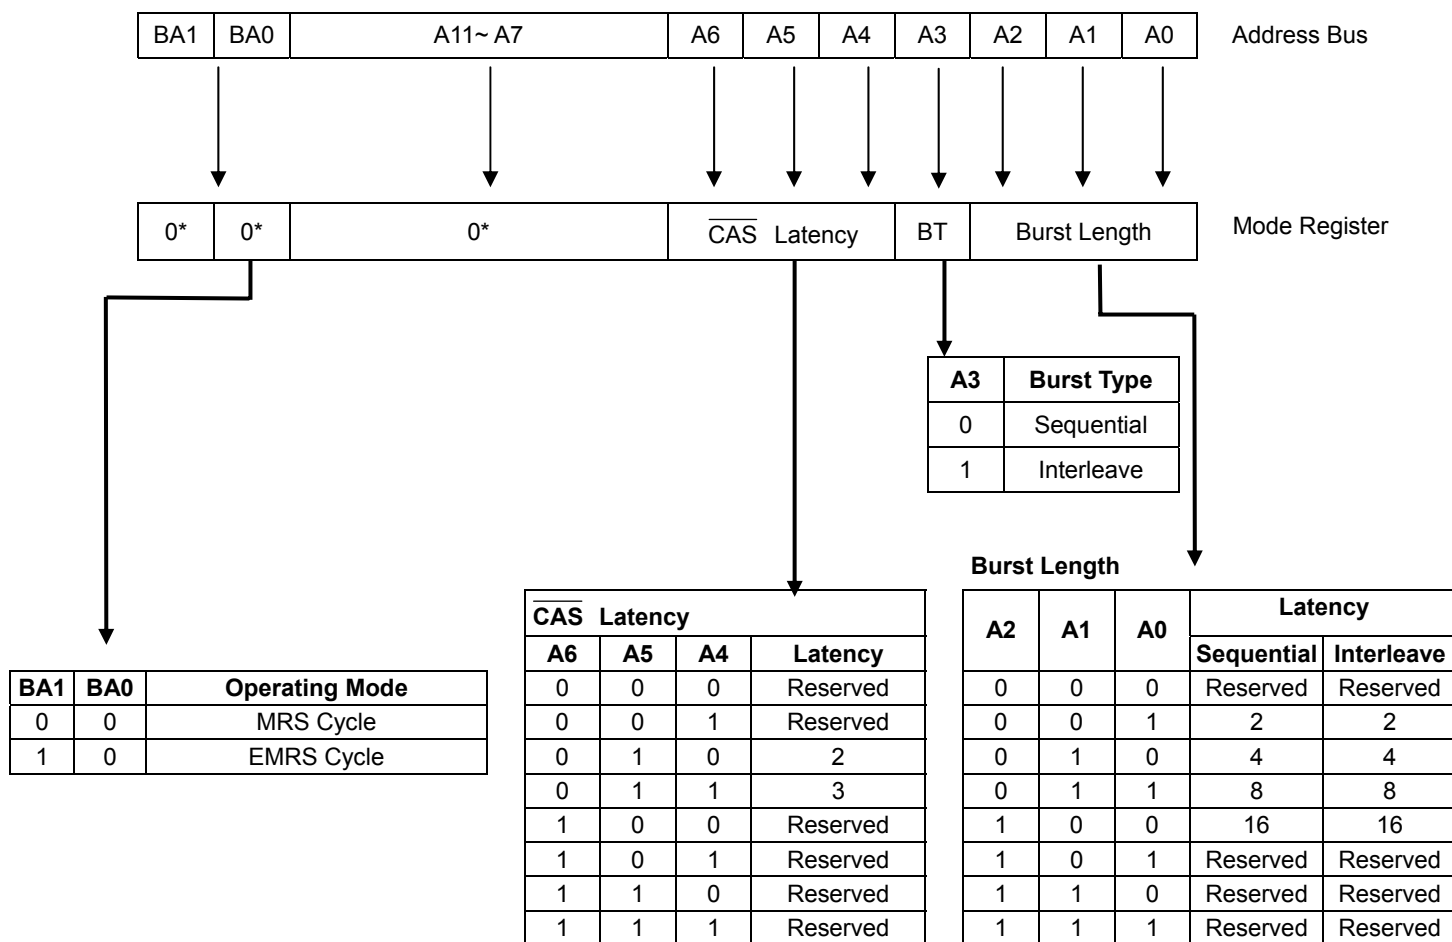 BA1 BA0 A11~ A7 A6 A5 A4 A3 A2 A1 A0 Address Bus
0* 0* 0* CAS Latency BT Burst Length Mode Register
A3 Burst Type
0 Sequential
1 Interleave
BA1 BA0 Operating Mode
0 0 MRS Cycle
1 0 EMRS Cycle
CAS Latency
A6 A5 A4 Latency
0 0 0 Reserved
0 0 1 Reserved
0 1 0 2
0 1 1 3
1 0 0 Reserved
1 0 1 Reserved
1 1 0 Reserved
1 1 1 Reserved
Burst Length
A2 A1 A0 Latency
Sequential Interleave
0 0 0 Reserved Reserved
0 0 1 2 2
0 1 0 4 4
0 1 1 8 8
1 0 0 16 16
1 0 1 Reserved Reserved
1 1 0 Reserved Reserved
1 1 1 Reserved Reserved